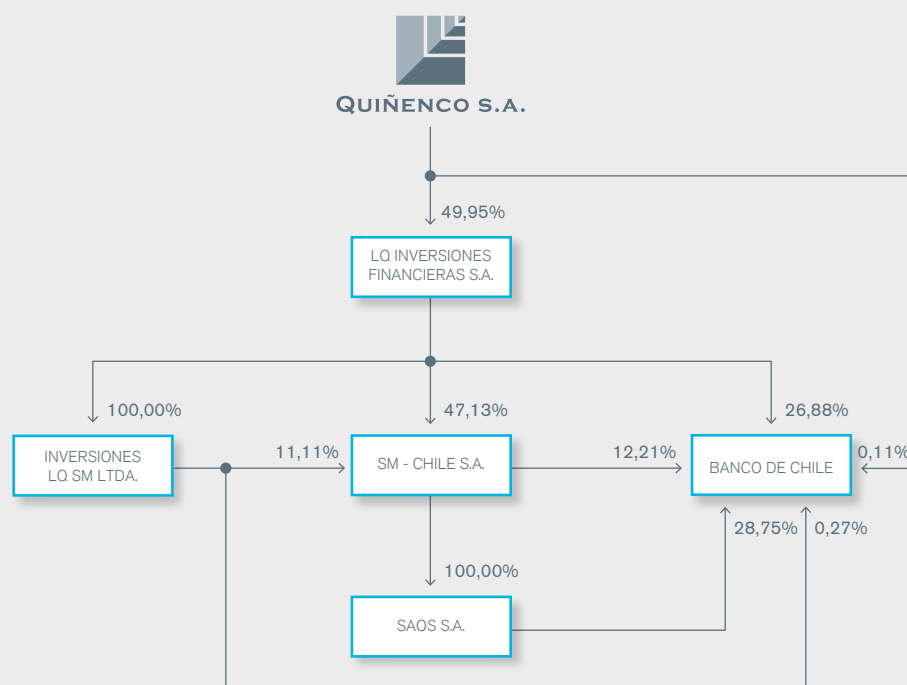 QUIÑENCO S.A.
49,95%
LQ INVERSIONES
FINANCIERAS S.A.
100,00%
47,13%
26,88%
INVERSIONES
LQ SM LTDA.
11,11%
SM - CHILE S.A.
12,21%
BANCO DE CHILE
0,11%
28,75%
0,27%
100,00%
SAOS S.A.